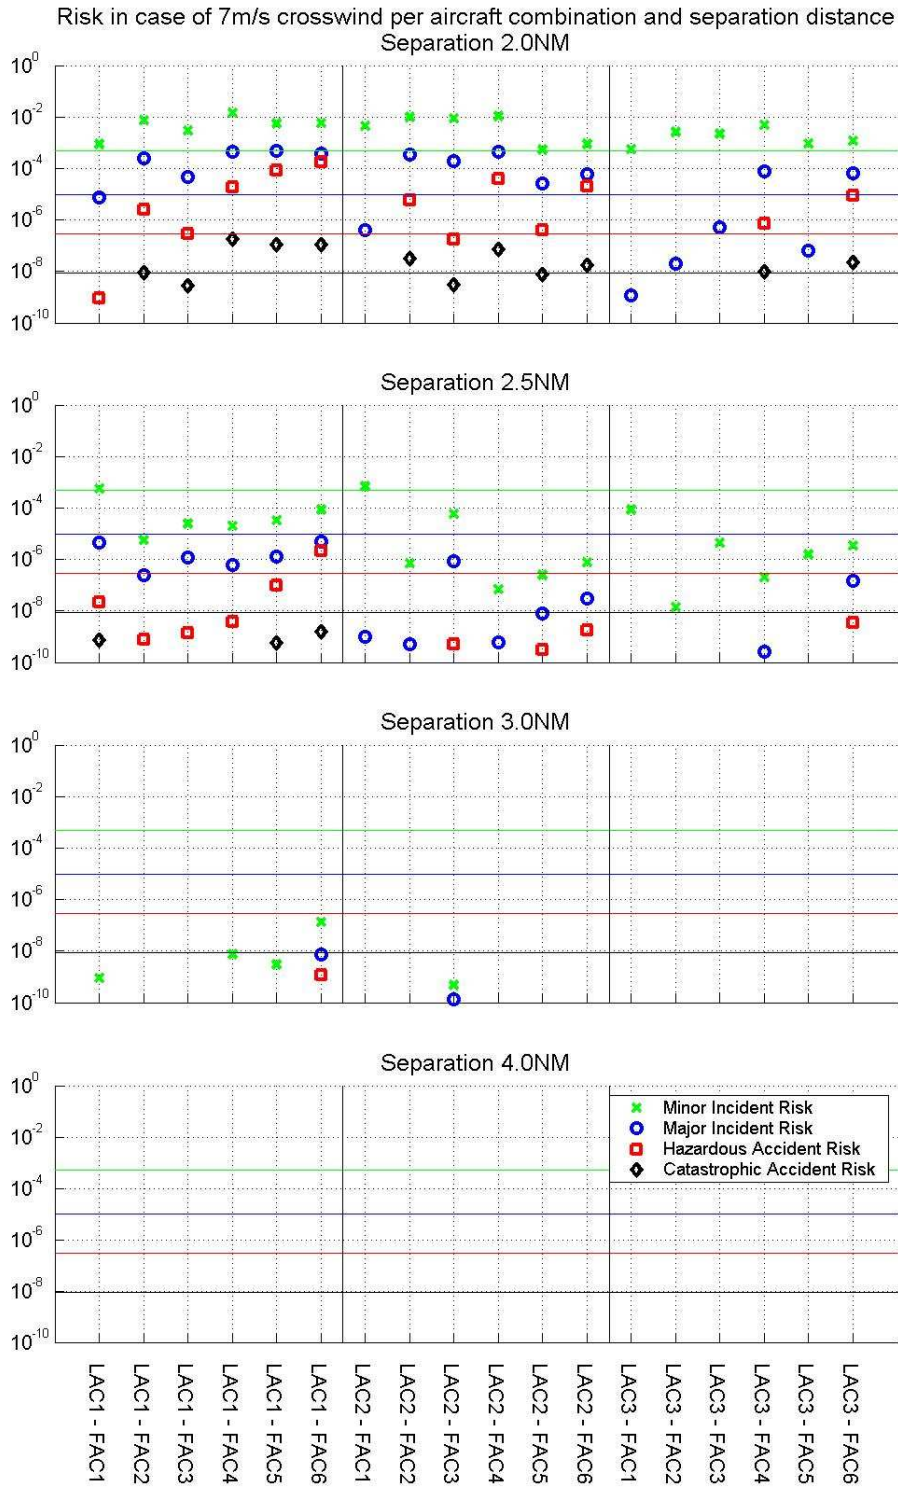 Risk in case of 7m/s crosswind per aircraft combination and separation distance
Separation 2.0NM
10^0
10^-2
10^-4
10^-6
10^-8
10^-10
Separation 2.5NM
10^0
10^-2
10^-4
10^-6
10^-8
10^-10
Separation 3.0NM
10^0
10^-2
10^-4
10^-6
10^-8
10^-10
Separation 4.0NM
10^0
10^-2
10^-4
10^-6
10^-8
10^-10
Minor Incident Risk
Major Incident Risk
Hazardous Accident Risk
Catastrophic Accident Risk
LAC1 - FAC1
LAC1 - FAC2
LAC1 - FAC3
LAC1 - FAC4
LAC1 - FAC5
LAC1 - FAC6
LAC2 - FAC1
LAC2 - FAC2
LAC2 - FAC3
LAC2 - FAC4
LAC2 - FAC5
LAC2 - FAC6
LAC3 - FAC1
LAC3 - FAC2
LAC3 - FAC3
LAC3 - FAC4
LAC3 - FAC5
LAC3 - FAC6